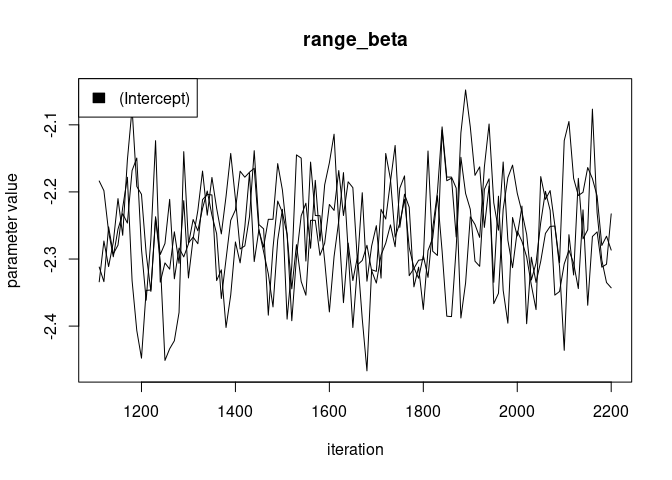 range_beta
(Intercept)
parameter value
-2.1
-2.2
-2.3
-2.4
1200 1400 1600 1800 2000 2200
iteration